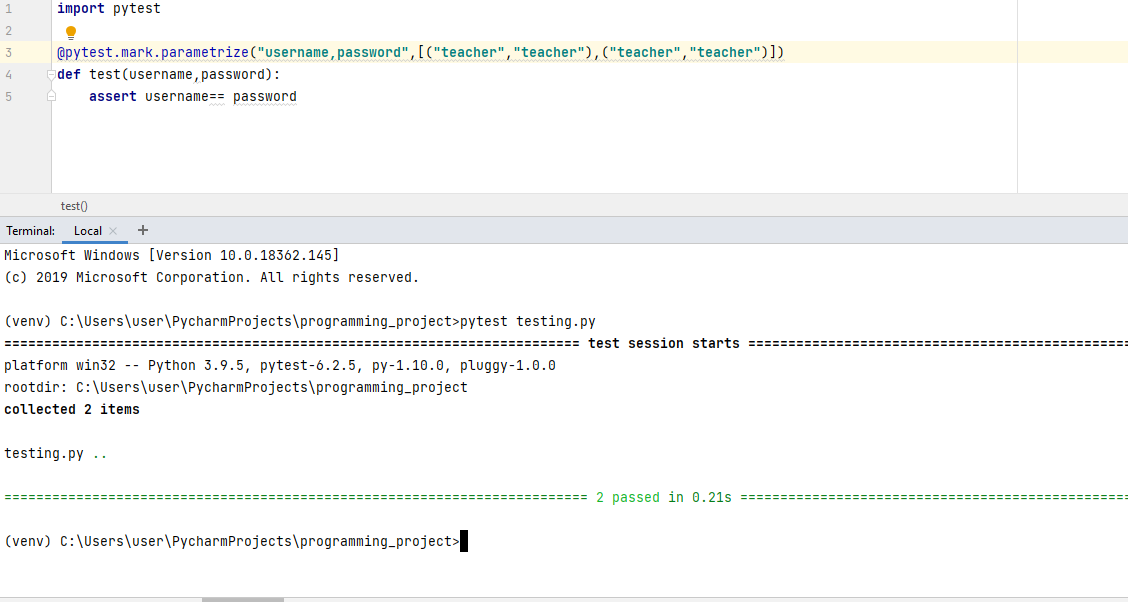 1 import pytest
2
3 @pytest.mark.parametrize("username,password",[("teacher","teacher"),("teacher","teacher")])
4 def test(username,password):
5 assert username== password
test()
Terminal: Local × +
Microsoft Windows [Version 10.0.18362.145]
(c) 2019 Microsoft Corporation. All rights reserved.
(venv) C:\Users\user\PycharmProjects\programming_project>pytest testing.py
======================================================================== test session starts ================================================
platform win32 -- Python 3.9.5, pytest-6.2.5, py-1.10.0, pluggy-1.0.0
rootdir: C:\Users\user\PycharmProjects\programming_project
collected 2 items
testing.py ..
========================================================================= 2 passed in 0.21s =================================================
(venv) C:\Users\user\PycharmProjects\programming_project>